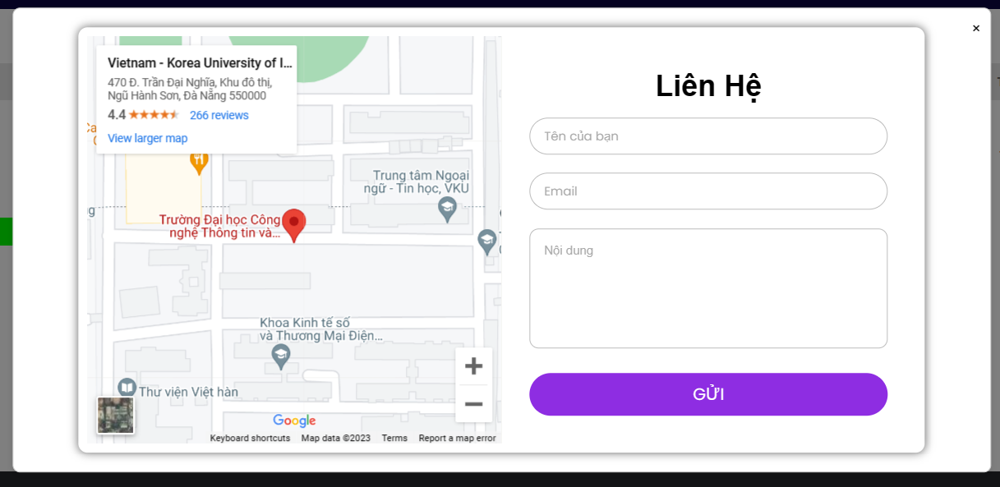 ×
Vietnam - Korea University of I...
470 Đ. Trần Đại Nghĩa, Khu đô thị,
Ngũ Hành Sơn, Đà Nẵng 550000
4.4 266 reviews
View larger map
Trung tâm Ngoại
ngữ - Tin học, VKU
Trường Đại học Công
nghệ Thông tin và...
Khoa Kinh tế số
và Thương Mại Điện...
Thư viện Việt hàn
+
−
Google
Keyboard shortcuts Map data ©2023 Terms Report a map error
Liên Hệ
Tên của bạn
Email
Nội dung
GỬI